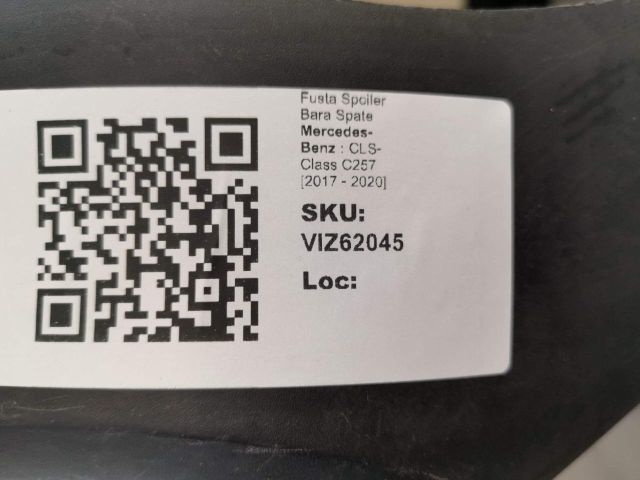 Fusta Spoiler
Bara Spate
Mercedes-
Benz : CLS-
Class C257
[2017 - 2020]
SKU:
VIZ62045
Loc: